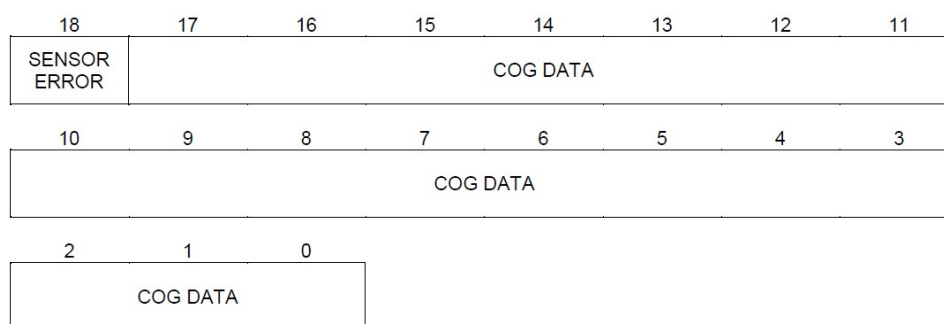 18 17 16 15 14 13 12 11
SENSOR
ERROR
COG DATA
10 9 8 7 6 5 4 3
COG DATA
2 1 0
COG DATA